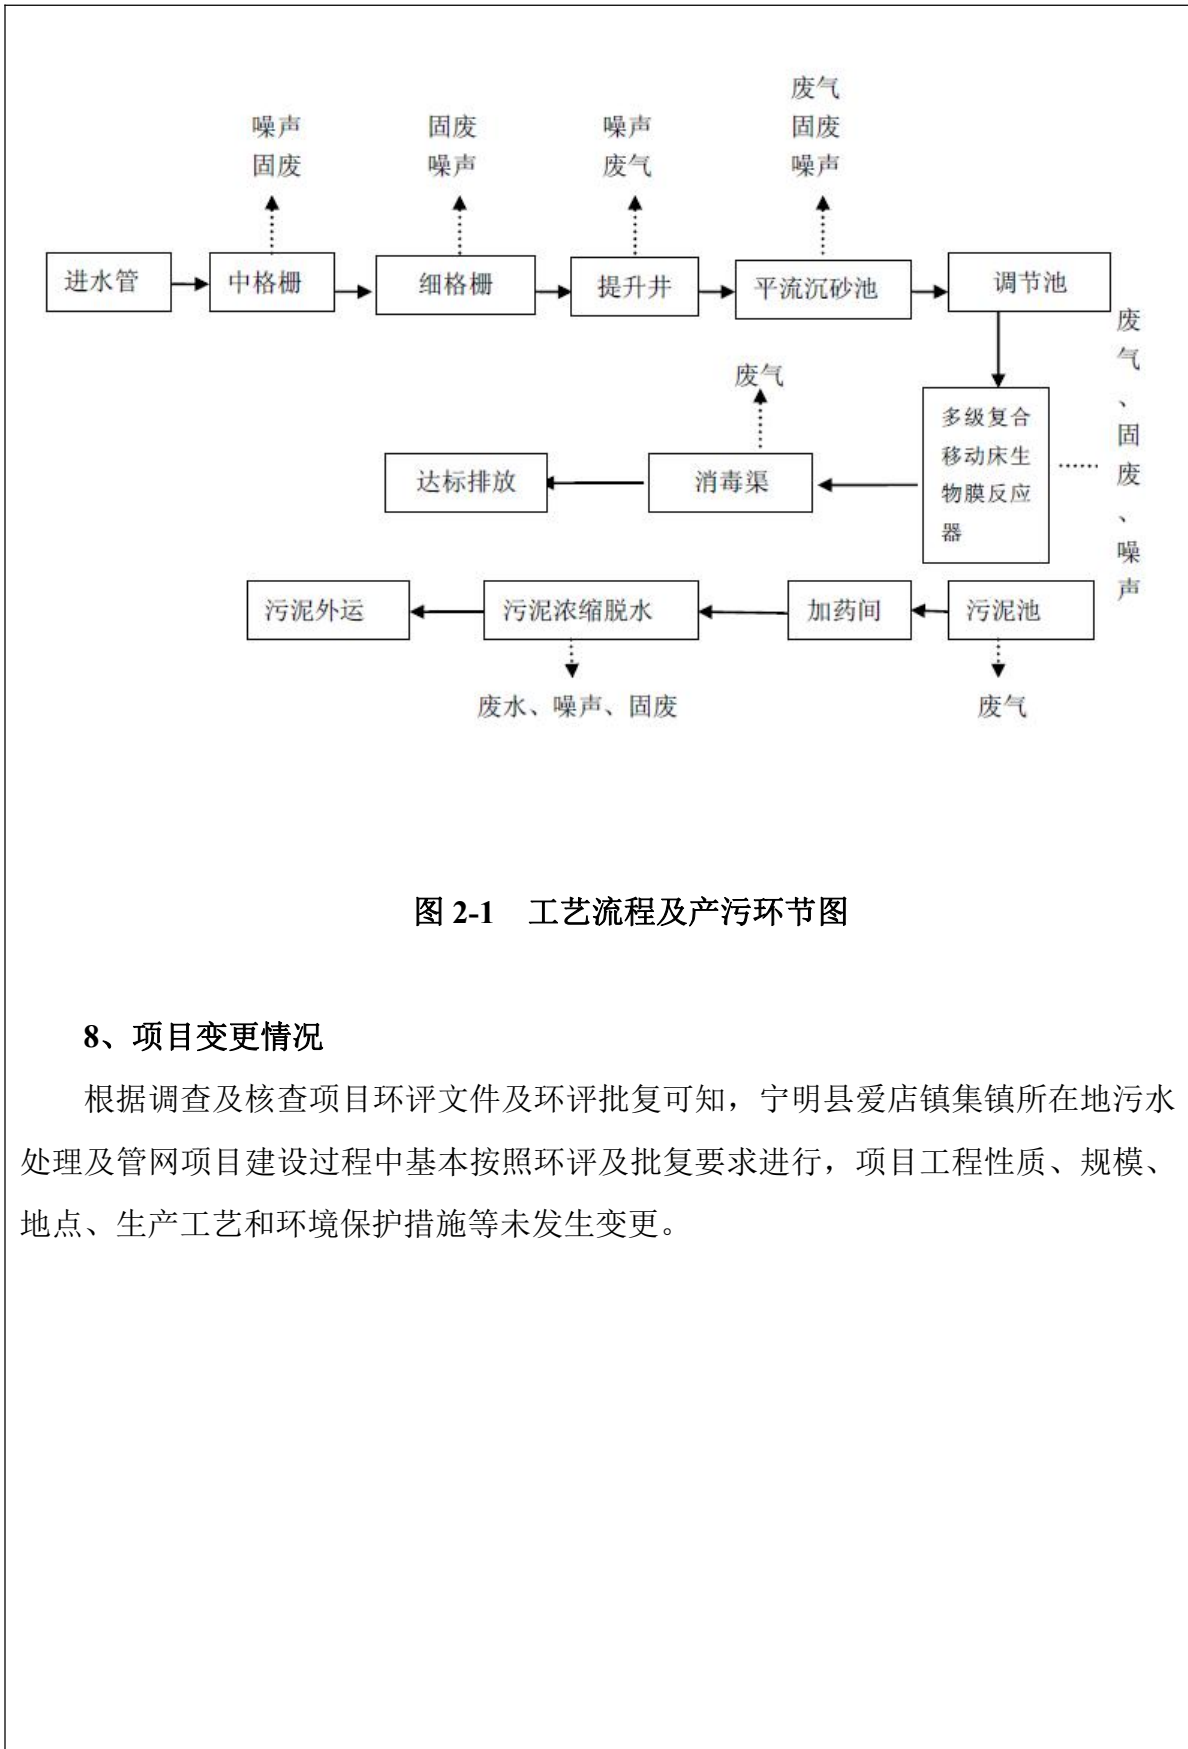 废气
噪声 固废 噪声 固废
固废 噪声 废气 噪声
进水管 中格栅 细格栅 提升井 平流沉砂池 调节池
废气、固废、噪声
废气
多级复合
移动床生
物膜反应
器
达标排放 消毒渠
污泥外运 污泥浓缩脱水 加药间 污泥池
废水、噪声、固废 废气
图 2-1 工艺流程及产污环节图
8、项目变更情况
根据调查及核查项目环评文件及环评批复可知，宁明县爱店镇集镇所在地污水
处理及管网项目建设过程中基本按照环评及批复要求进行，项目工程性质、规模、
地点、生产工艺和环境保护措施等未发生变更。